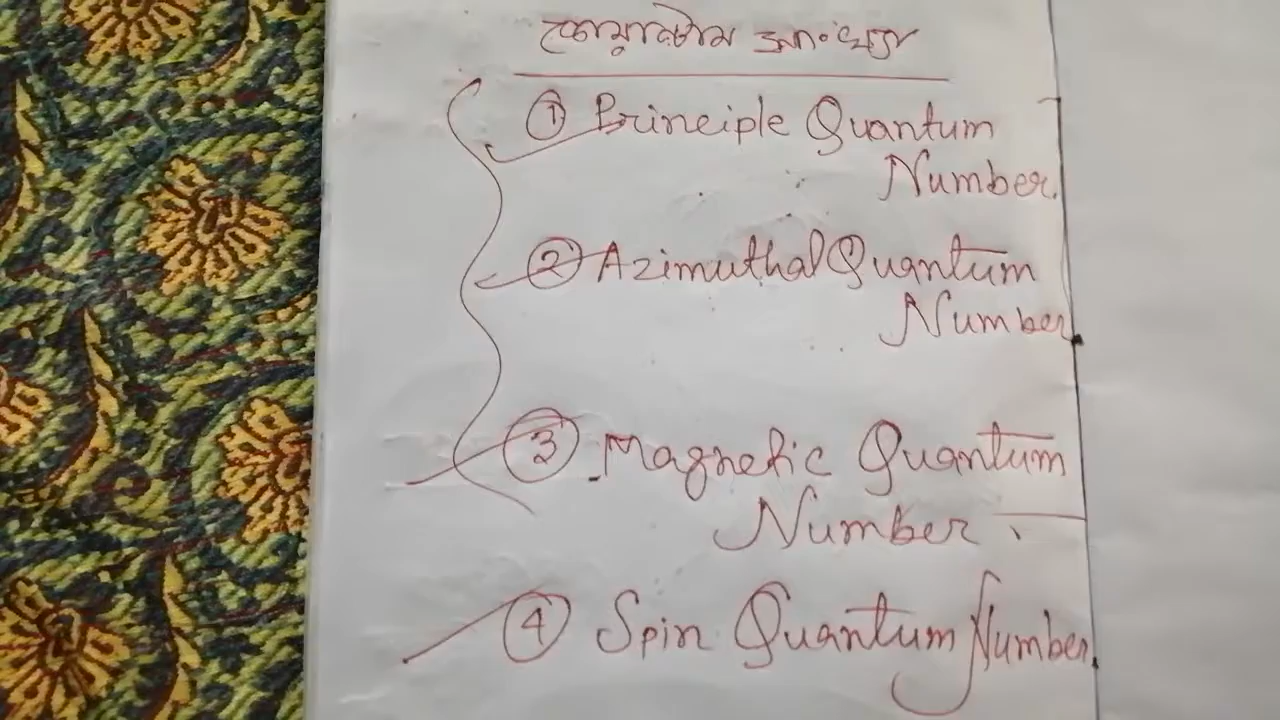 কোয়ান্টাম সংখ্যা
① Principle Quantum
Number.
② Azimuthal Quantum
Number
③ Magnetic Quantum
Number.
④ Spin Quantum Number.